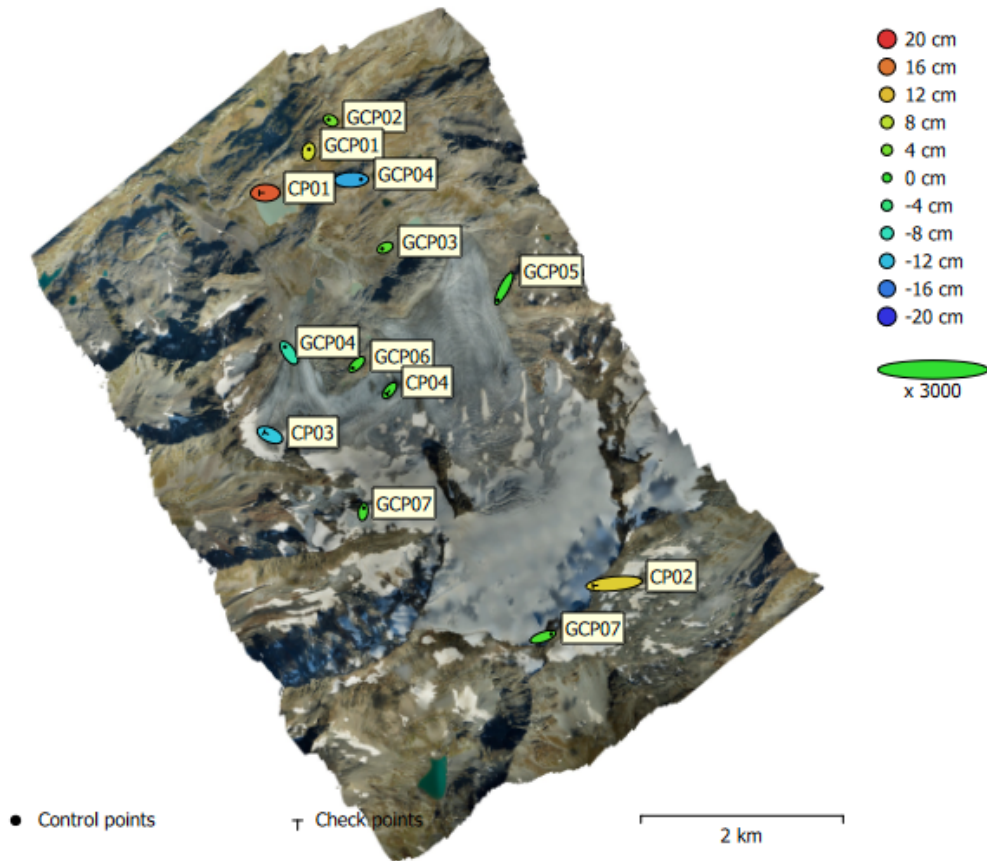 20 cm
16 cm
12 cm
8 cm
4 cm
0 cm
-4 cm
-8 cm
-12 cm
-16 cm
-20 cm
x 3000
GCP02
GCP01
GCP04
CP01
GCP03
GCP05
GCP04
GCP06
CP04
CP03
GCP07
CP02
GCP07
Control points
Check points
2 km